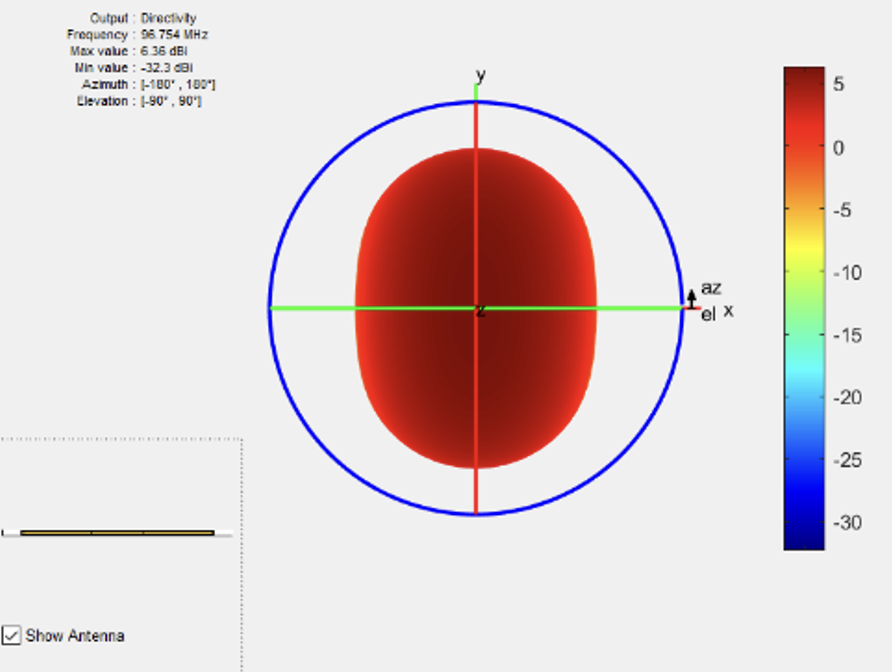 Output : Directivity
Frequency : 96.754 MHz
Max value : 6.36 dBi
Min value : -32.3 dBi
Azimuth : [-180° , 180°]
Elevation : [-90° , 90°]
y
z
az
el x
5
0
-5
-10
-15
-20
-25
-30
Show Antenna